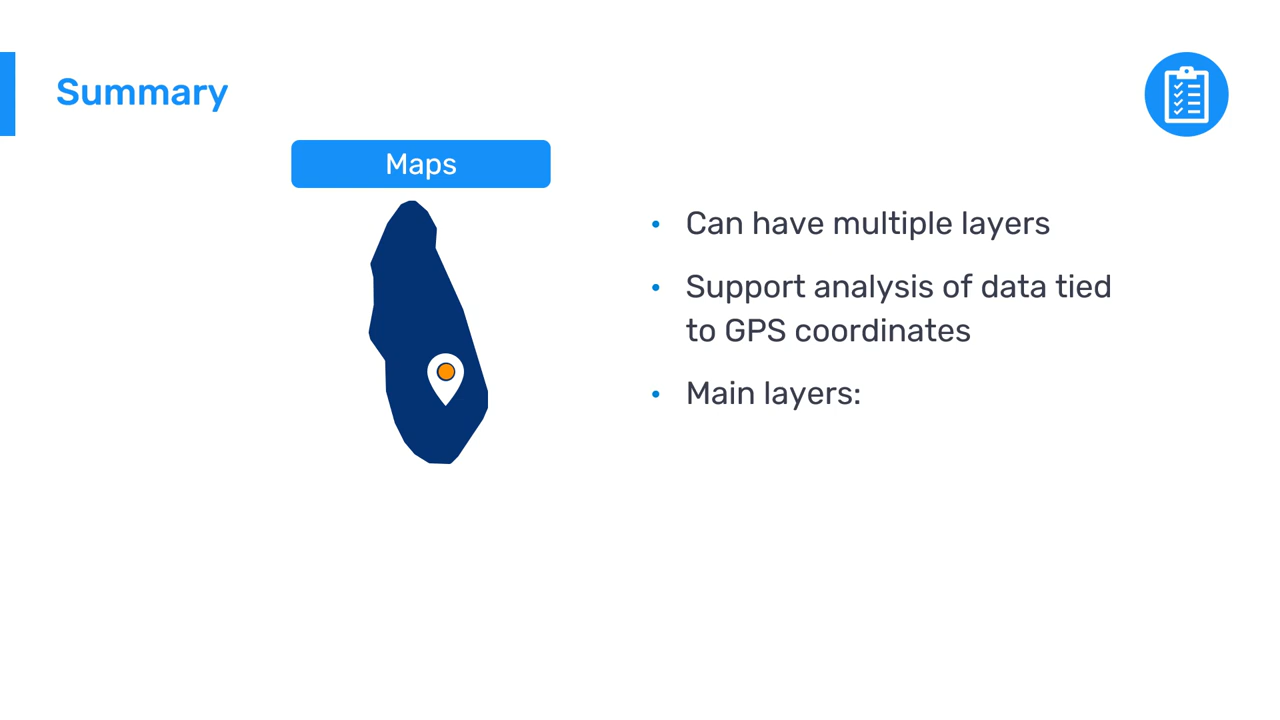 Summary
Maps
• Can have multiple layers
• Support analysis of data tied
to GPS coordinates
• Main layers: